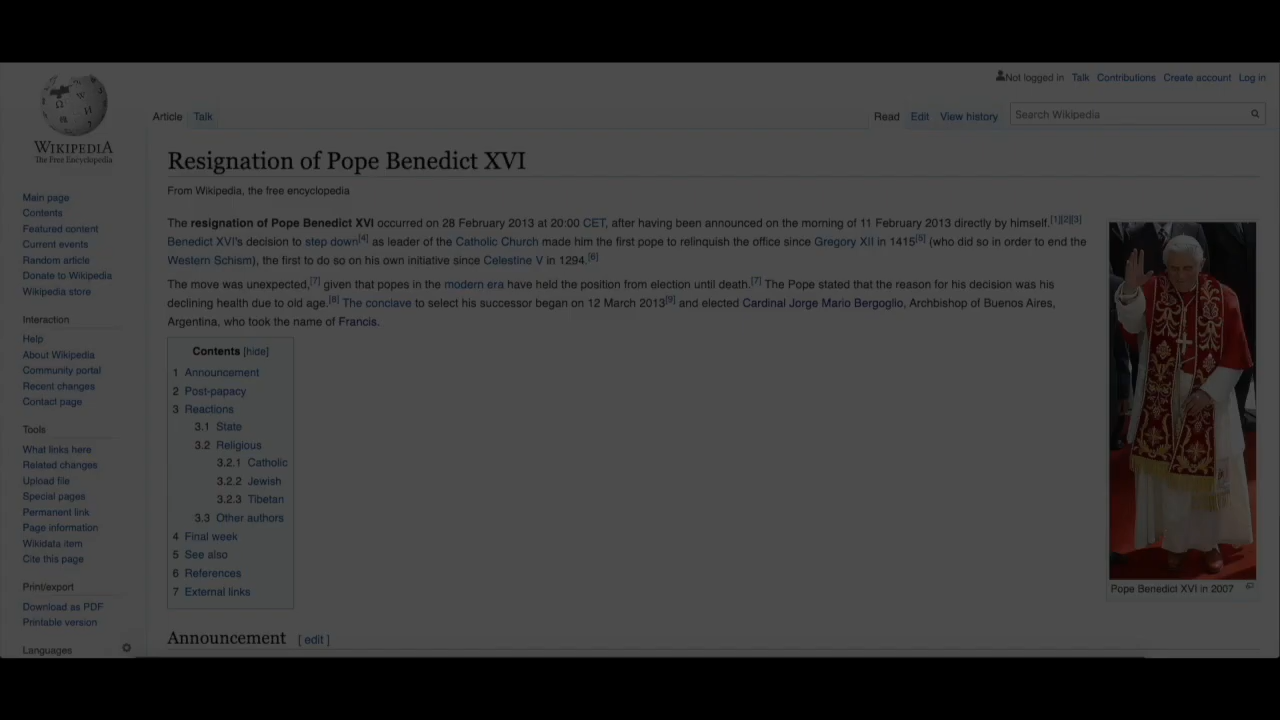 Not logged in Talk Contributions Create account Log in
Article Talk
Read Edit View history Search Wikipedia
WIKIPEDIA
The Free Encyclopedia
Main page
Contents
Featured content
Current events
Random article
Donate to Wikipedia
Wikipedia store
Interaction
Help
About Wikipedia
Community portal
Recent changes
Contact page
Tools
What links here
Related changes
Upload file
Special pages
Permanent link
Page information
Wikidata item
Cite this page
Print/export
Download as PDF
Printable version
Languages
Resignation of Pope Benedict XVI
From Wikipedia, the free encyclopedia
The resignation of Pope Benedict XVI occurred on 28 February 2013 at 20:00 CET, after having been announced on the morning of 11 February 2013 directly by himself.[1][2][3]
Benedict XVI's decision to step down[4] as leader of the Catholic Church made him the first pope to relinquish the office since Gregory XII in 1415[5] (who did so in order to end the
Western Schism), the first to do so on his own initiative since Celestine V in 1294.[6]
The move was unexpected,[7] given that popes in the modern era have held the position from election until death.[7] The Pope stated that the reason for his decision was his
declining health due to old age.[8] The conclave to select his successor began on 12 March 2013[9] and elected Cardinal Jorge Mario Bergoglio, Archbishop of Buenos Aires,
Argentina, who took the name of Francis.
Contents [hide]
1 Announcement
2 Post-papacy
3 Reactions
3.1 State
3.2 Religious
3.2.1 Catholic
3.2.2 Jewish
3.2.3 Tibetan
3.3 Other authors
4 Final week
5 See also
6 References
7 External links
Pope Benedict XVI in 2007
Announcement [ edit ]